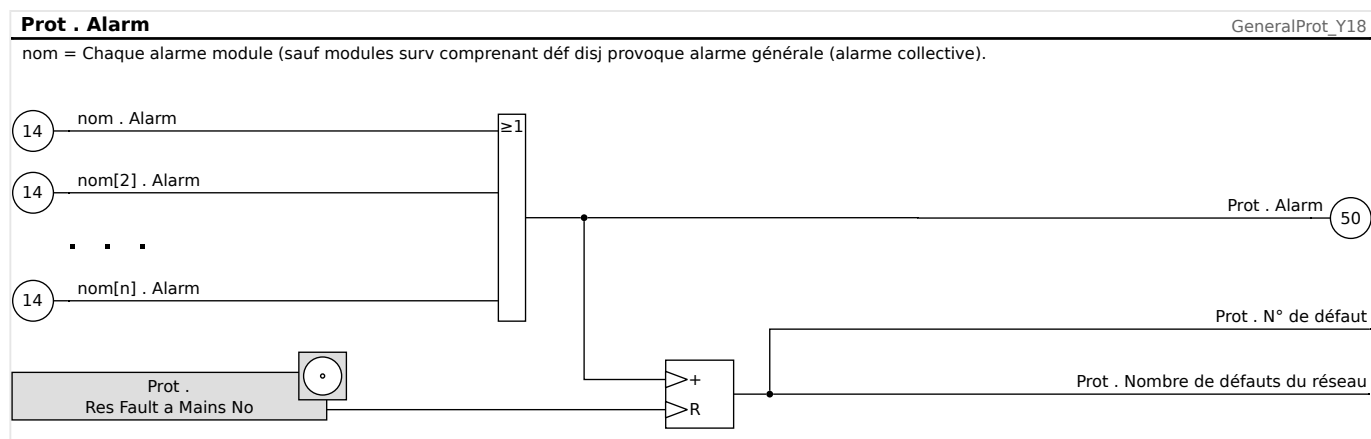 Prot . Alarm
GeneralProt_Y18
nom = Chaque alarme module (sauf modules surv comprenant déf disj provoque alarme générale (alarme collective).
14
nom . Alarm
≥1
14
nom[2] . Alarm
Prot . Alarm
50
. . .
14
nom[n] . Alarm
Prot . N° de défaut
Prot .
Res Fault a Mains No
+
R
Prot . Nombre de défauts du réseau